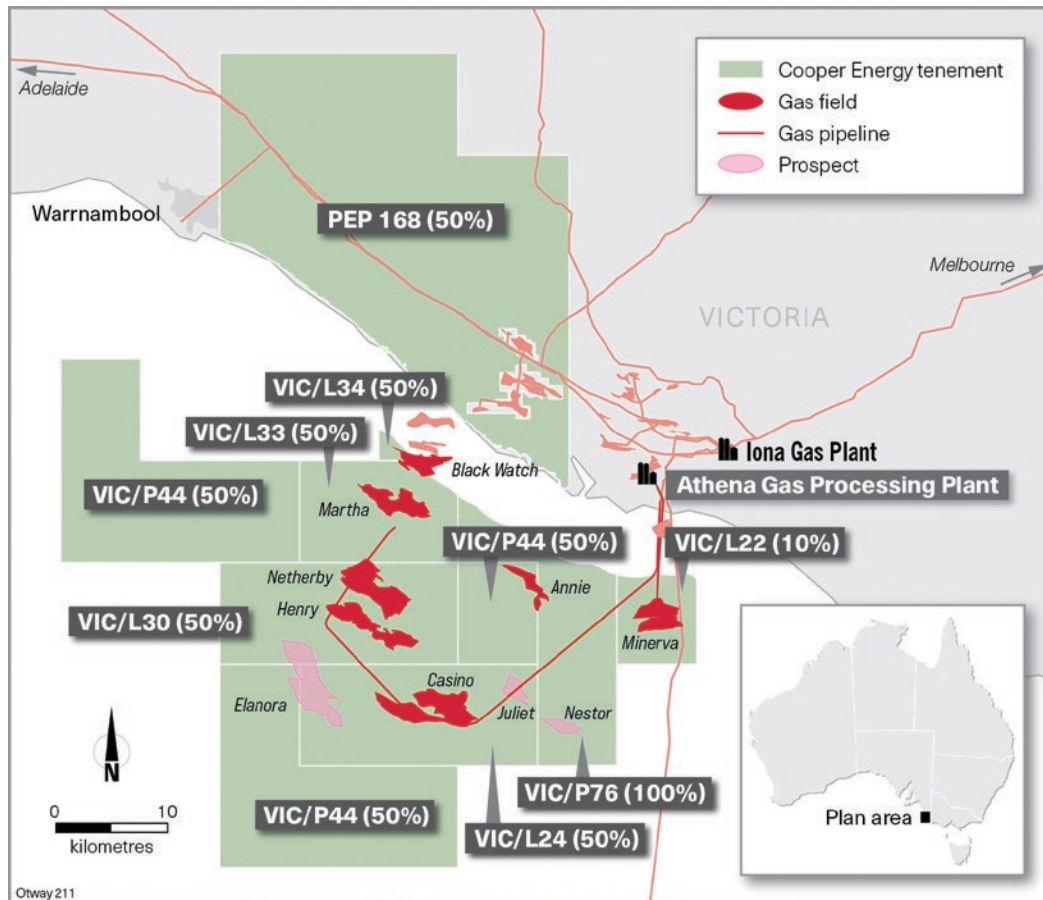 Adelaide
Cooper Energy tenement
Gas field
Gas pipeline
Prospect
Warrnambool
PEP 168 (50%)
Melbourne
VICTORIA
VIC/L34 (50%)
VIC/L33 (50%)
Black Watch
Iona Gas Plant
Athena Gas Processing Plant
VIC/P44 (50%)
Martha
VIC/P44 (50%)
VIC/L22 (10%)
Netherby
Annie
Henry
VIC/L30 (50%)
Minerva
Casino
Elanora
Juliet
Nestor
N
VIC/P76 (100%)
0 10
kilometres
VIC/P44 (50%)
VIC/L24 (50%)
Plan area
Otway 211